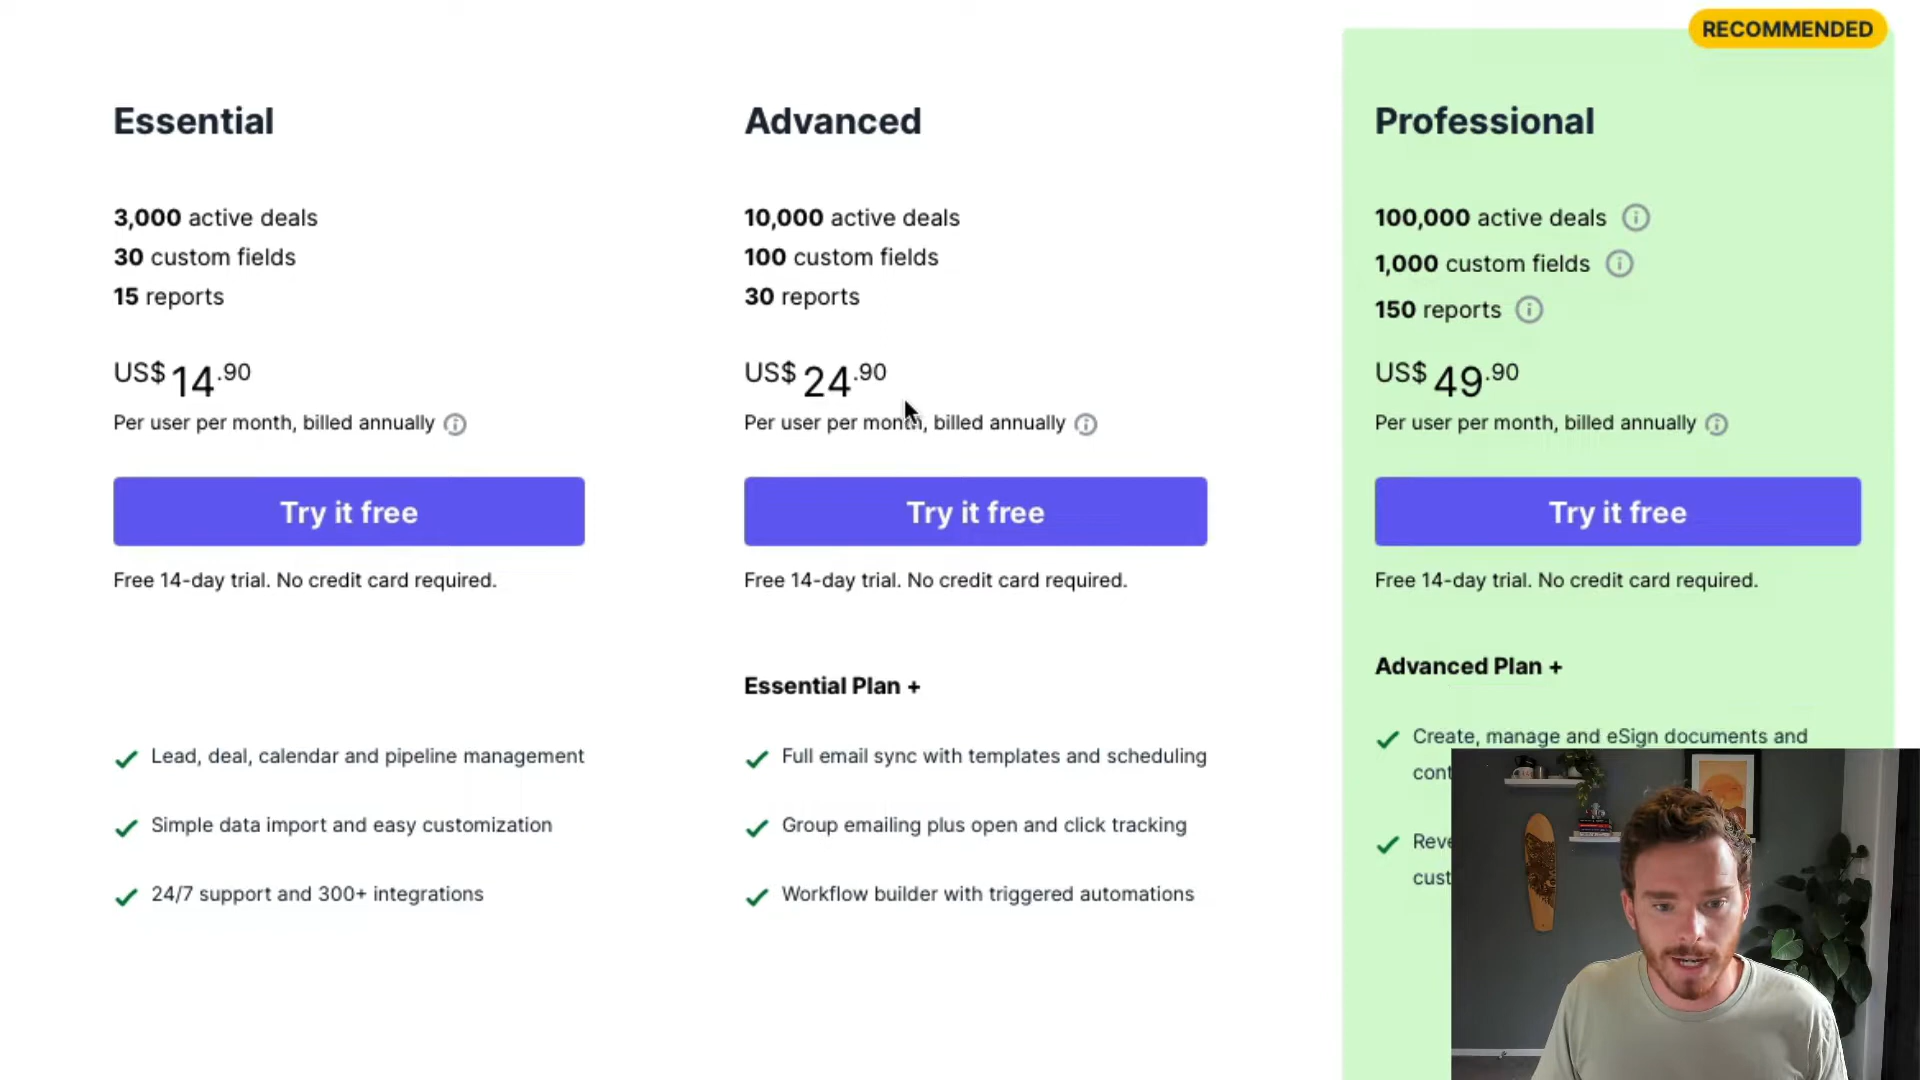 RECOMMENDED
Essential
3,000 active deals
30 custom fields
15 reports
US$ 14.90
Per user per month, billed annually
Try it free
Free 14-day trial. No credit card required.
Lead, deal, calendar and pipeline management
Simple data import and easy customization
24/7 support and 300+ integrations
Advanced
10,000 active deals
100 custom fields
30 reports
US$ 24.90
Per user per month, billed annually
Try it free
Free 14-day trial. No credit card required.
Essential Plan +
Full email sync with templates and scheduling
Group emailing plus open and click tracking
Workflow builder with triggered automations
Professional
100,000 active deals
1,000 custom fields
150 reports
US$ 49.90
Per user per month, billed annually
Try it free
Free 14-day trial. No credit card required.
Advanced Plan +
Create, manage and eSign documents and